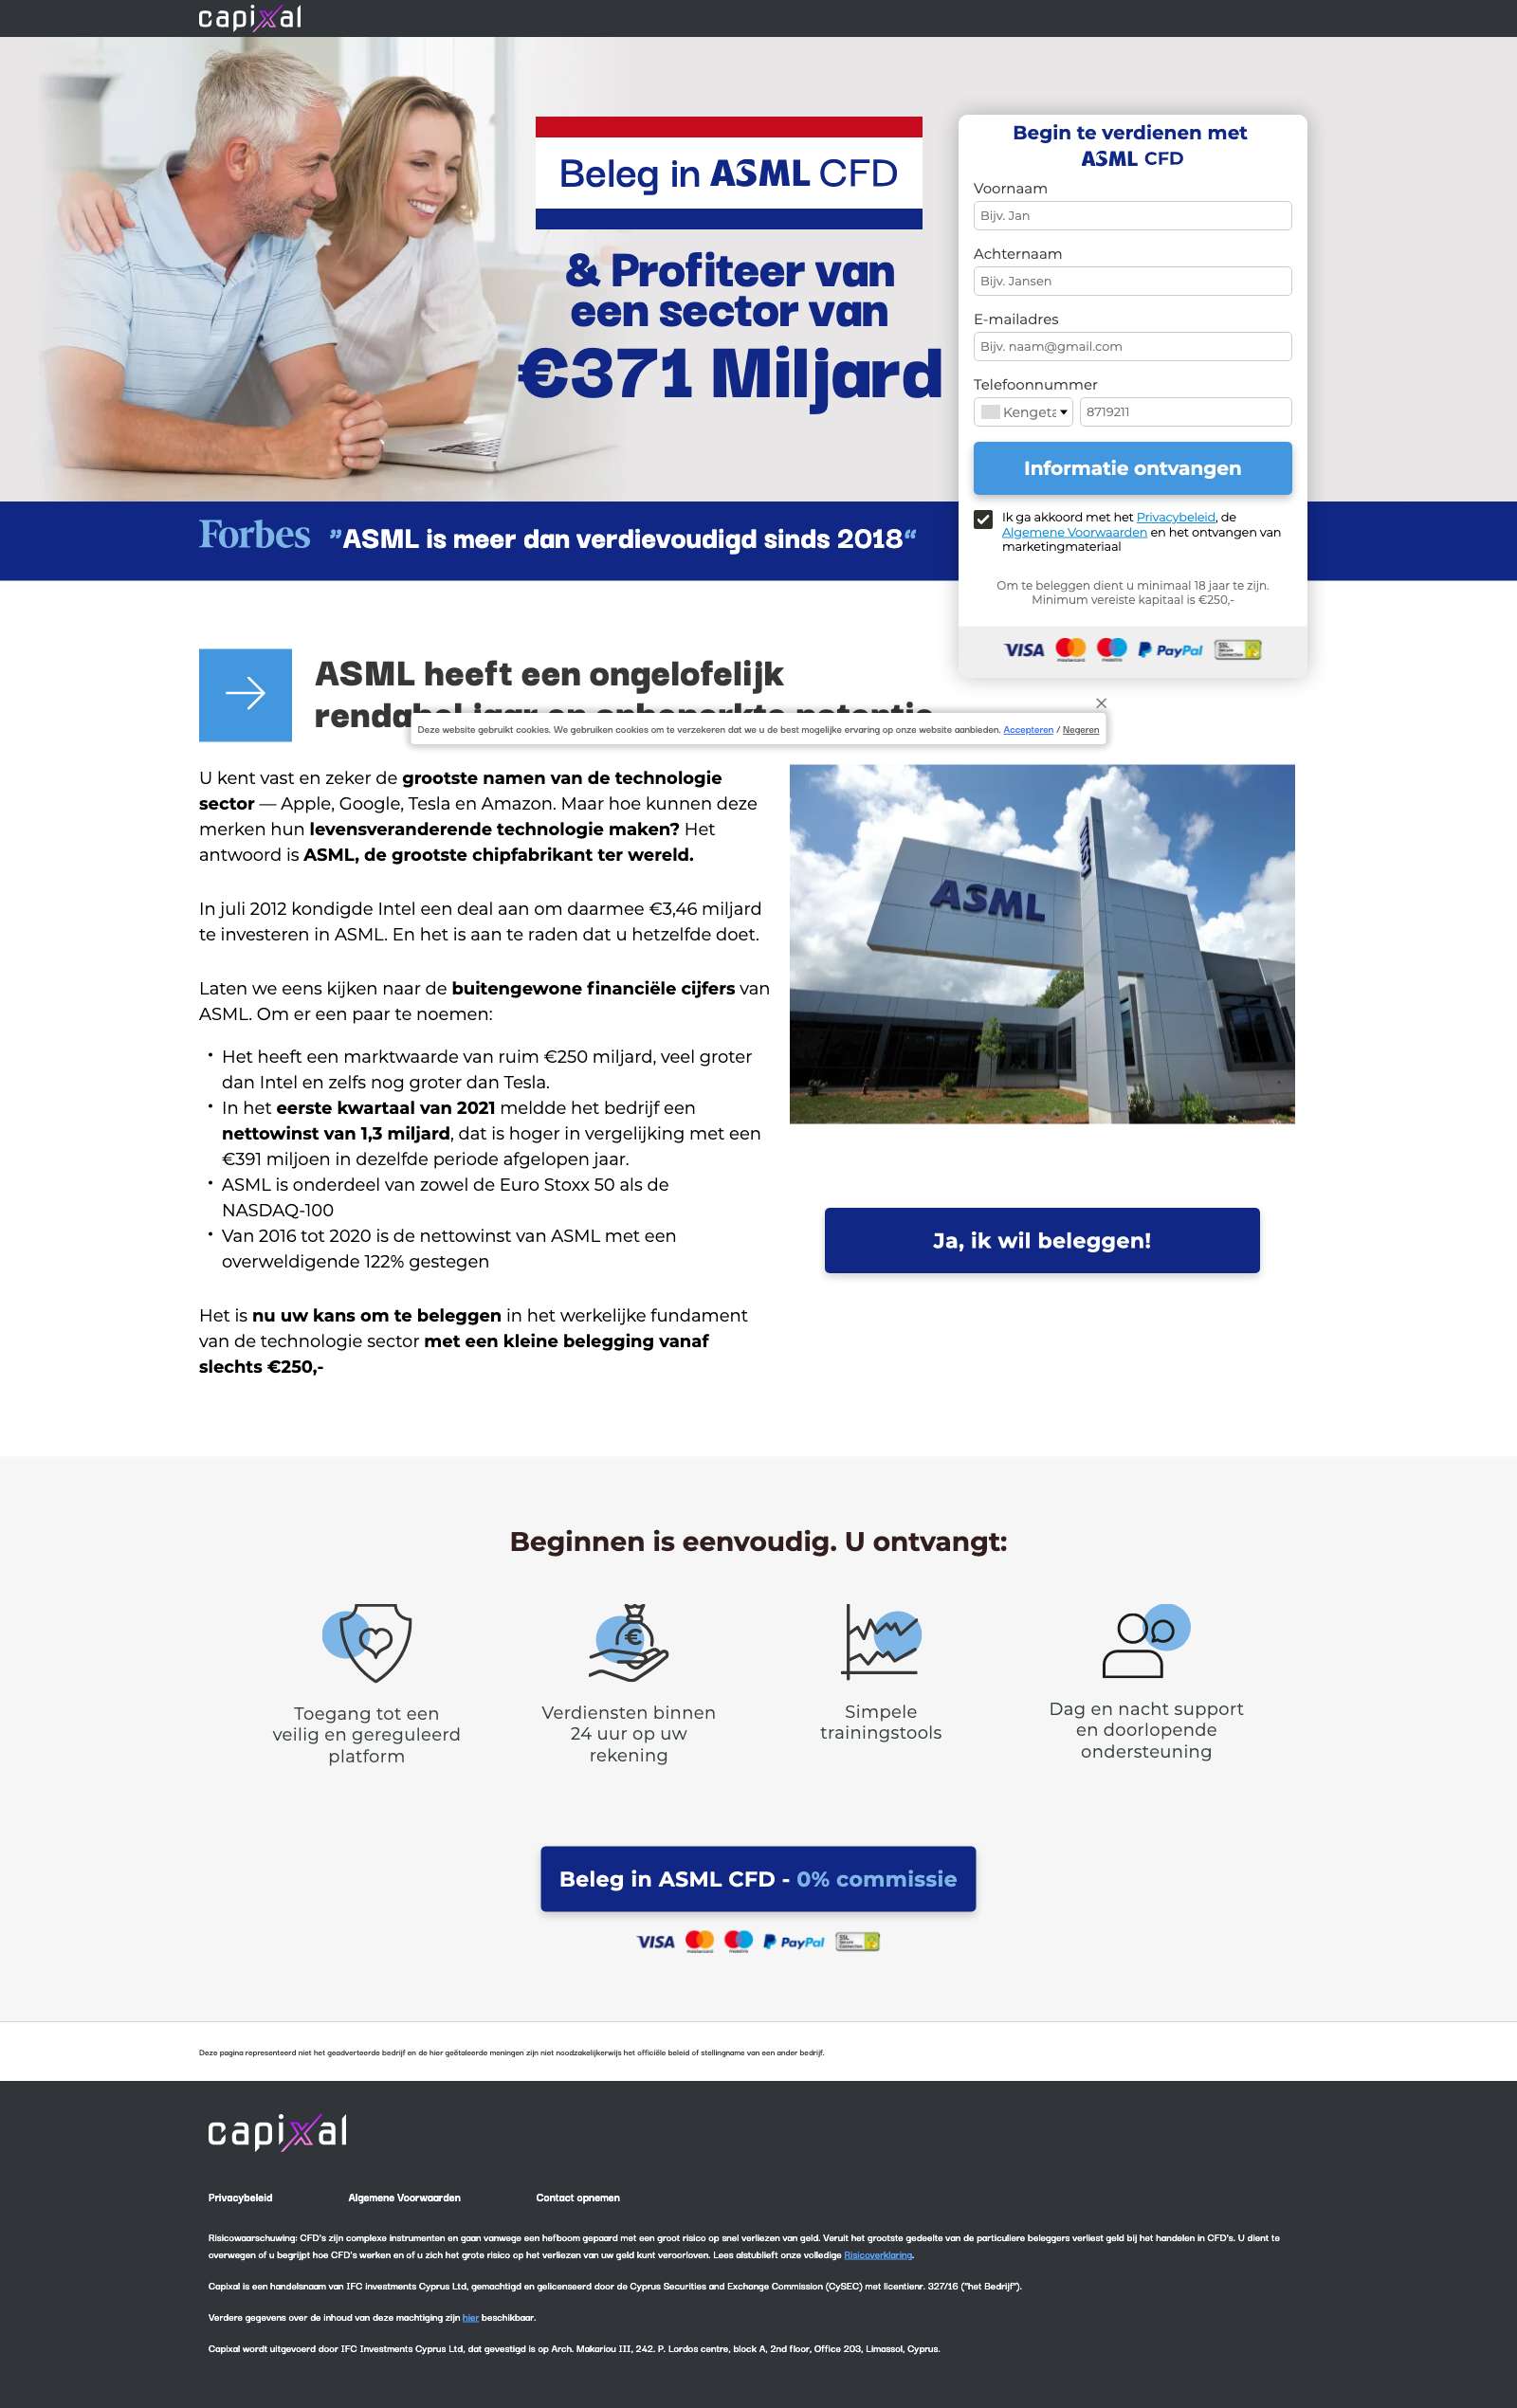 capixal
Beleg in ASML CFD
& Profiteer van
een sector van
€371 Miljard
Begin te verdienen met
ASML CFD
Voornaam
Bijv. Jan
Achternaam
Bijv. Jansen
E-mailadres
Bijv. naam@gmail.com
Telefoonnummer
Kengeta 8719211
Informatie ontvangen
Ik ga akkoord met het Privacybeleid, de
Algemene Voorwaarden en het ontvangen van
marketingmateriaal
Om te beleggen dient u minimaal 18 jaar te zijn.
Minimum vereiste kapitaal is €250,-
VISA mastercard maestro PayPal SSL Secure Connection
Forbes "ASML is meer dan verdievoudigd sinds 2018"
ASML heeft een ongelofelijk
Deze website gebruikt cookies. We gebruiken cookies om te verzekeren dat we u de best mogelijke ervaring op onze website aanbieden. Accepteren / Negeren
U kent vast en zeker de grootste namen van de technologie
sector — Apple, Google, Tesla en Amazon. Maar hoe kunnen deze
merken hun levensveranderende technologie maken? Het
antwoord is ASML, de grootste chipfabrikant ter wereld.
In juli 2012 kondigde Intel een deal aan om daarmee €3,46 miljard
te investeren in ASML. En het is aan te raden dat u hetzelfde doet.
Laten we eens kijken naar de buitengewone financiële cijfers van
ASML. Om er een paar te noemen:
• Het heeft een marktwaarde van ruim €250 miljard, veel groter
dan Intel en zelfs nog groter dan Tesla.
• In het eerste kwartaal van 2021 meldde het bedrijf een
nettowinst van 1,3 miljard, dat is hoger in vergelijking met een
€391 miljoen in dezelfde periode afgelopen jaar.
• ASML is onderdeel van zowel de Euro Stoxx 50 als de
NASDAQ-100
• Van 2016 tot 2020 is de nettowinst van ASML met een
overweldigende 122% gestegen
Het is nu uw kans om te beleggen in het werkelijke fundament
van de technologie sector met een kleine belegging vanaf
slechts €250,-
ASML
ASML
Ja, ik wil beleggen!
Beginnen is eenvoudig. U ontvangt:
Toegang tot een
veilig en gereguleerd
platform
Verdiensten binnen
24 uur op uw
rekening
Simpele
trainingstools
Dag en nacht support
en doorlopende
ondersteuning
Beleg in ASML CFD - 0% commissie
VISA mastercard maestro PayPal SSL Secure Connection
Deze pagina representeerd niet het geadverteerde bedrijf en de hier geëtaleerde meningen zijn niet noodzakelijkerwijs het officiële beleid of stellingname van een ander bedrijf.
capixal
Privacybeleid Algemene Voorwaarden Contact opnemen
Risicowaarschuwing: CFD's zijn complexe instrumenten en gaan vanwege een hefboom gepaard met een groot risico op snel verliezen van geld. Veruit het grootste gedeelte van de particuliere beleggers verliest geld bij het handelen in CFD's. U dient te
overwegen of u begrijpt hoe CFD's werken en of u zich het grote risico op het verliezen van uw geld kunt veroorloven. Lees alstublieft onze volledige Risicoverklaring.
Capixal is een handelsnaam van IFC investments Cyprus Ltd, gemachtigd en gelicenseerd door de Cyprus Securities and Exchange Commission (CySEC) met licentienr. 327/16 ("het Bedrijf").
Verdere gegevens over de inhoud van deze machtiging zijn hier beschikbaar.
Capixal wordt uitgevoerd door IFC Investments Cyprus Ltd, dat gevestigd is op Arch. Makariou III, 242. P. Lordos centre, block A, 2nd floor, Office 203, Limassol, Cyprus.